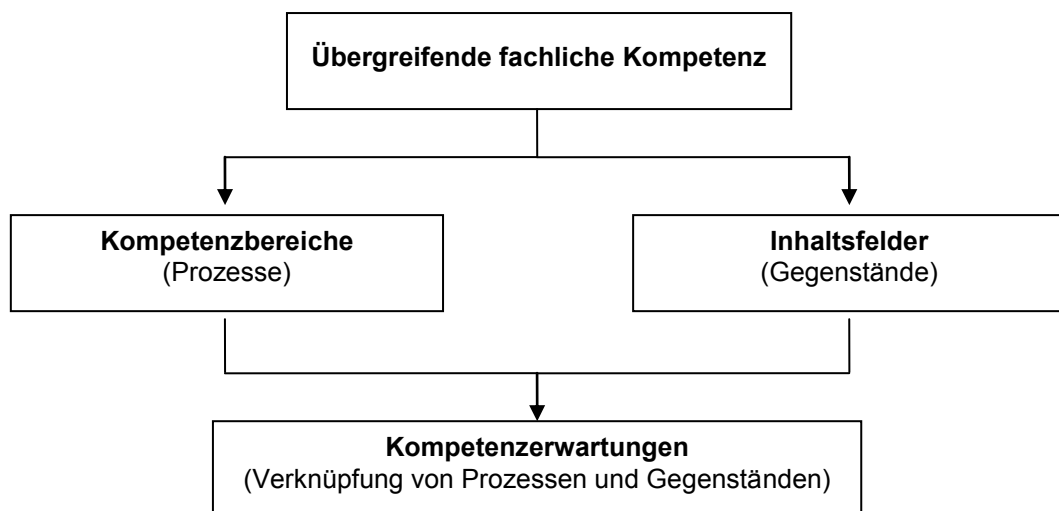 Übergreifende fachliche Kompetenz
Kompetenzbereiche
(Prozesse)
Inhaltsfelder
(Gegenstände)
Kompetenzerwartungen
(Verknüpfung von Prozessen und Gegenständen)